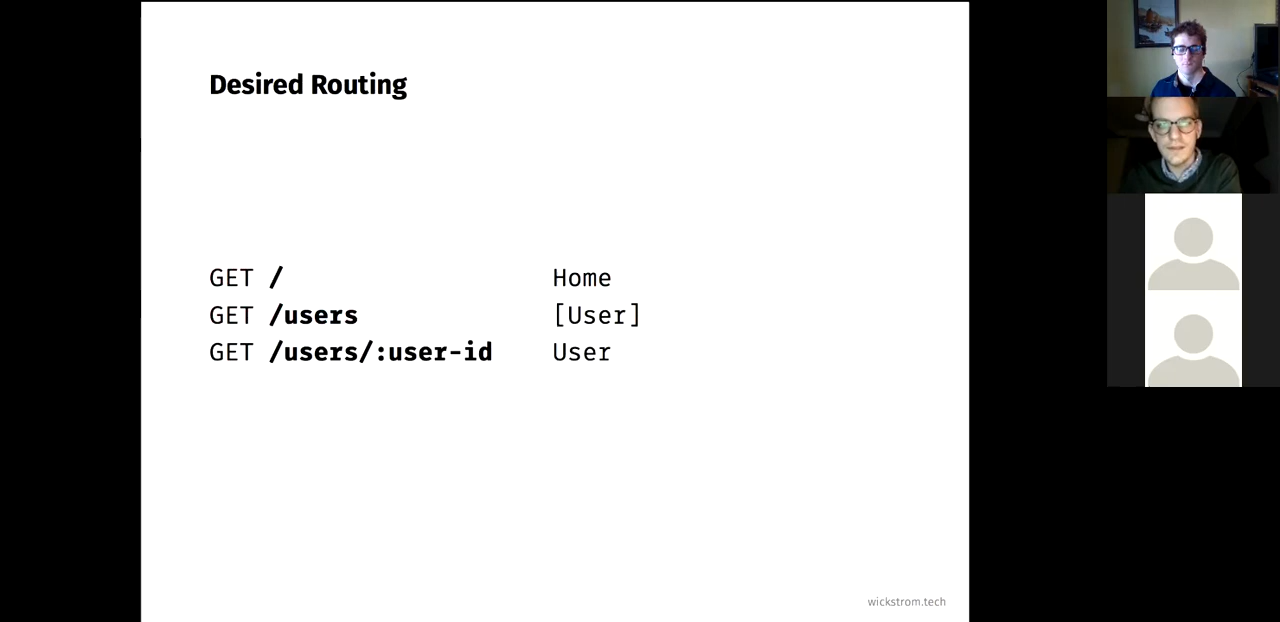 Desired Routing
GET / Home
GET /users [User]
GET /users/:user-id User
wickstrom.tech